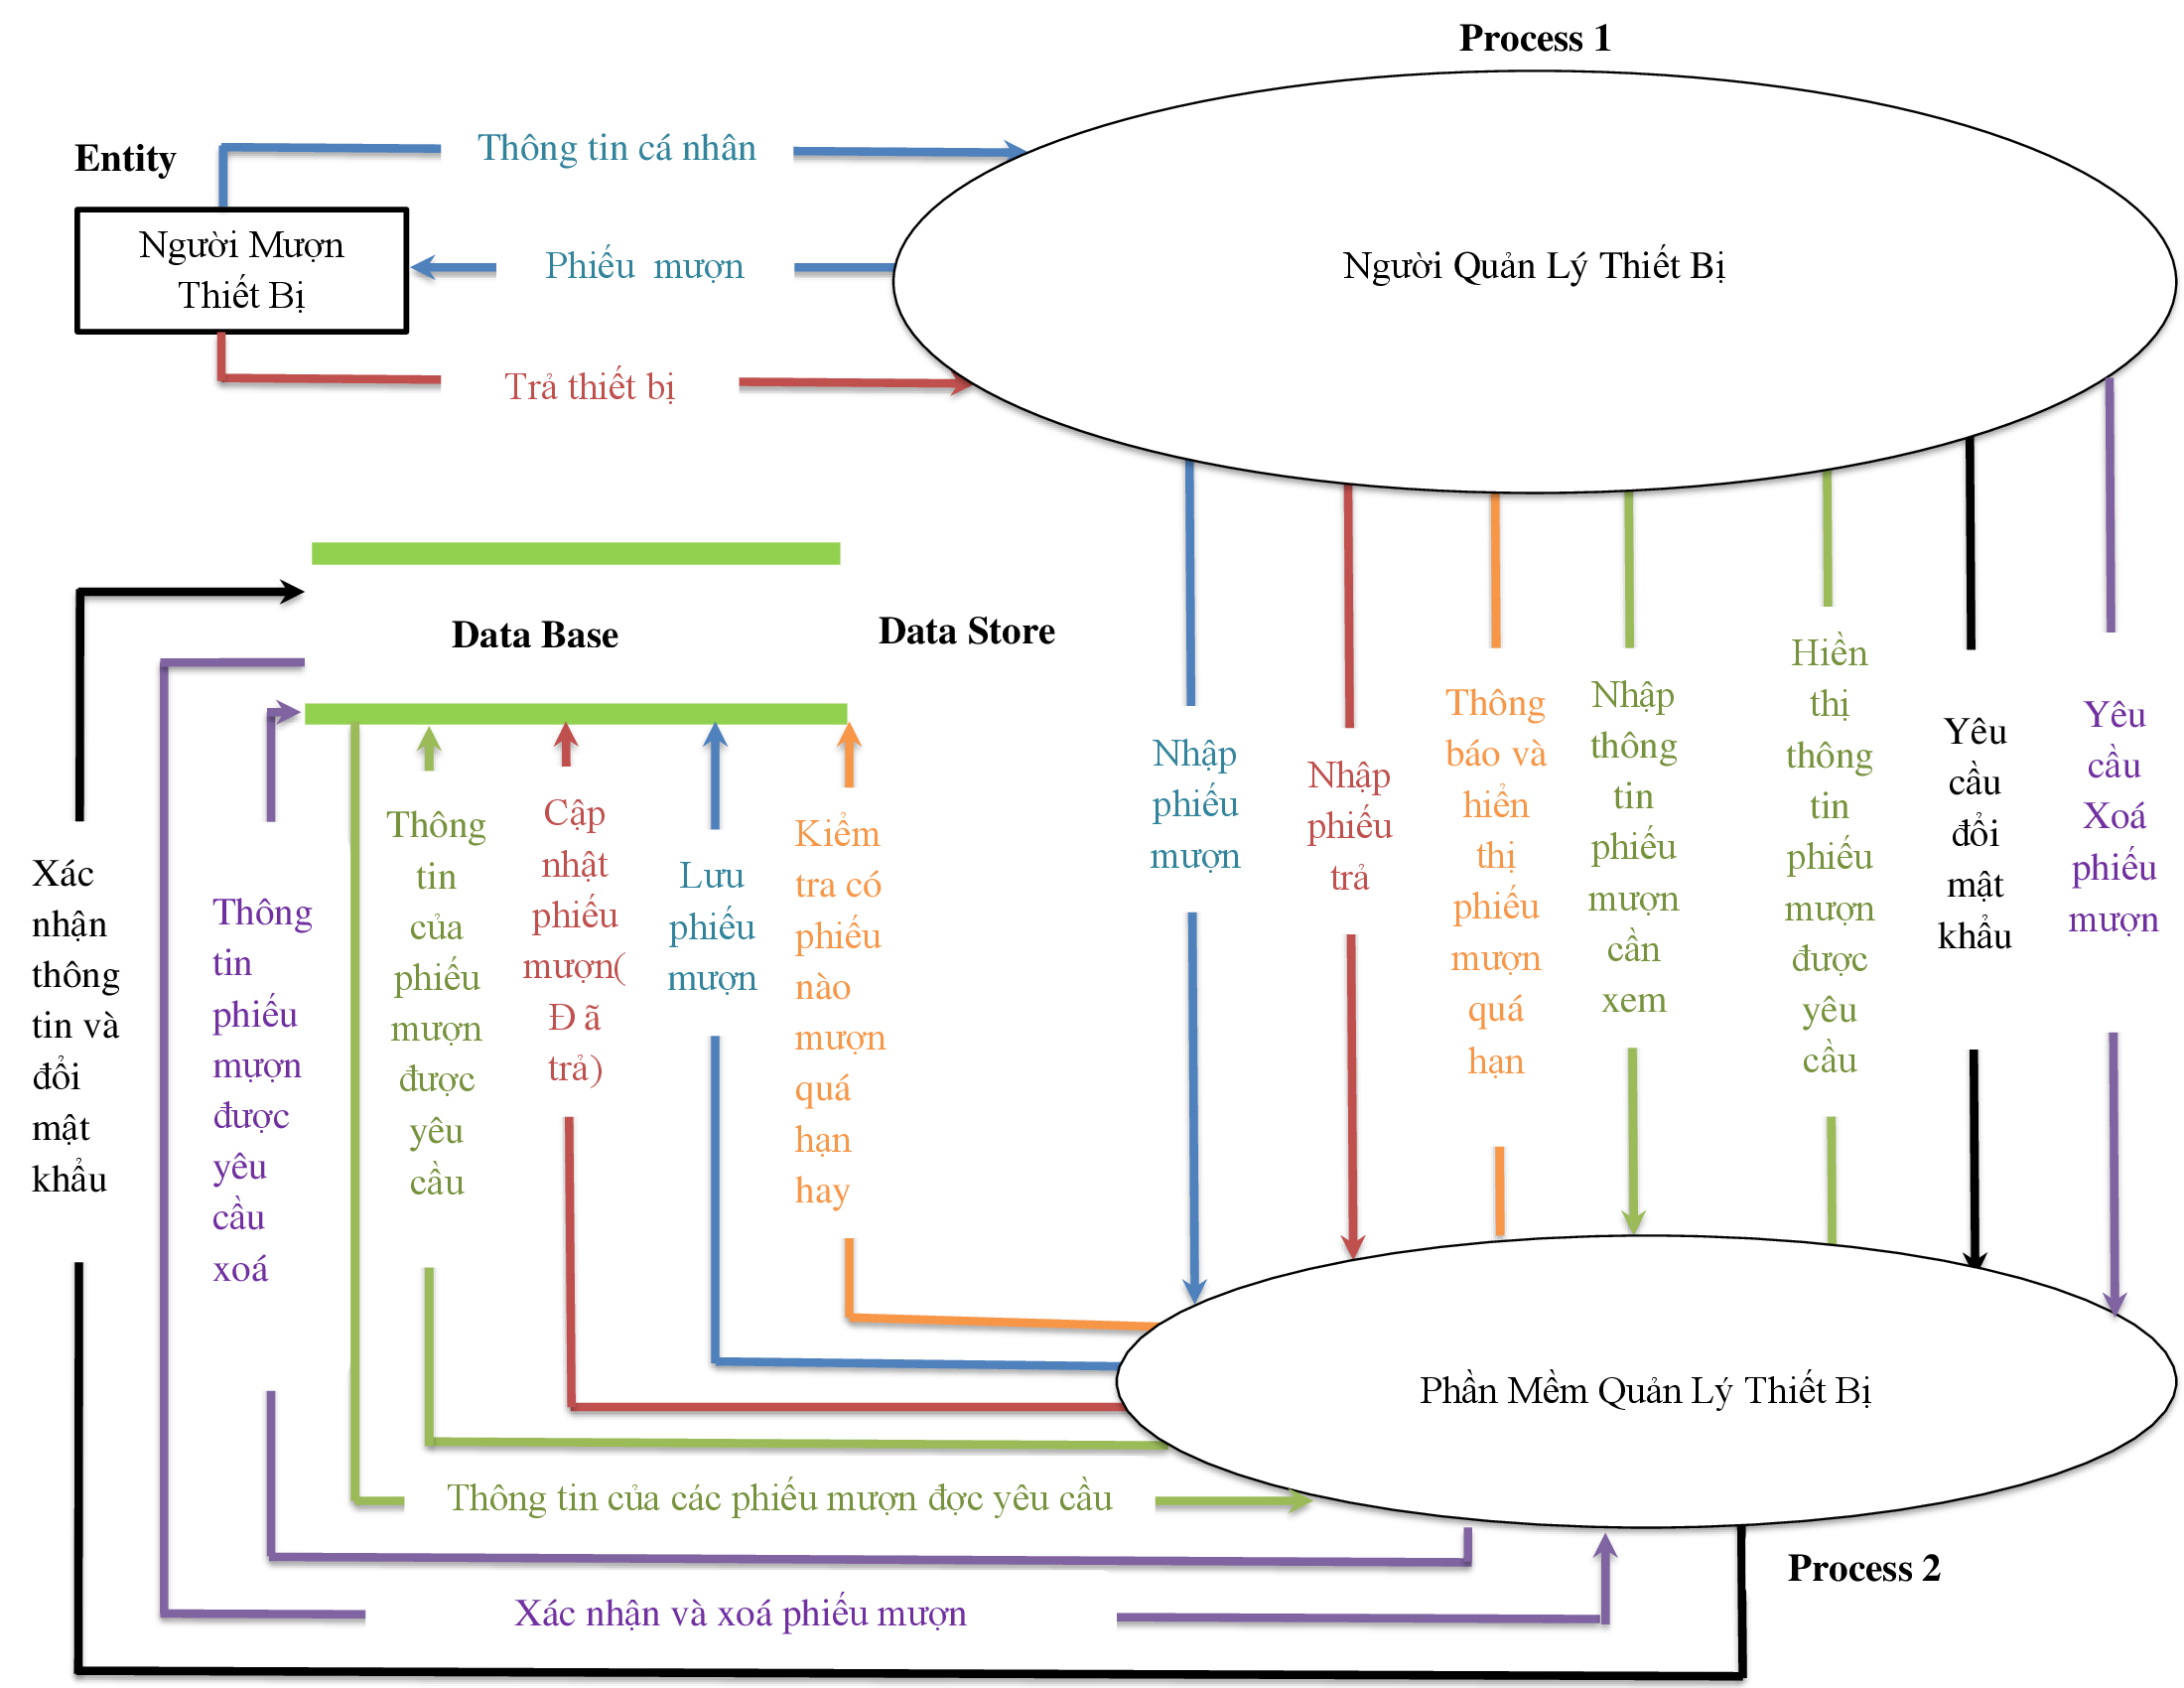 Process 1
Entity
Thông tin cá nhân
Người Mượn
Thiết Bị
Phiếu mượn
Người Quản Lý Thiết Bị
Trả thiết bị
Data Base
Data Store
Xác
nhận
thông
tin và
đổi
mật
khẩu
Thông
tin
phiếu
mượn
được
yêu
cầu
xoá
Thông
tin
của
phiếu
mượn
được
yêu
cầu
Cập
nhật
phiếu
mượn(
Đ ã
trả)
Lưu
phiếu
mượn
Kiểm
tra có
phiếu
nào
mượn
quá
hạn
hay
Nhập
phiếu
mượn
Nhập
phiếu
trả
Thông
báo và
hiển
thị
phiếu
mượn
quá
hạn
Nhập
thông
tin
phiếu
mượn
cần
xem
Hiền
thị
thông
tin
phiếu
mượn
được
yêu
cầu
Yêu
cầu
đổi
mật
khẩu
Yêu
cầu
Xoá
phiếu
mượn
Phần Mềm Quản Lý Thiết Bị
Thông tin của các phiếu mượn đợc yêu cầu
Process 2
Xác nhận và xoá phiếu mượn